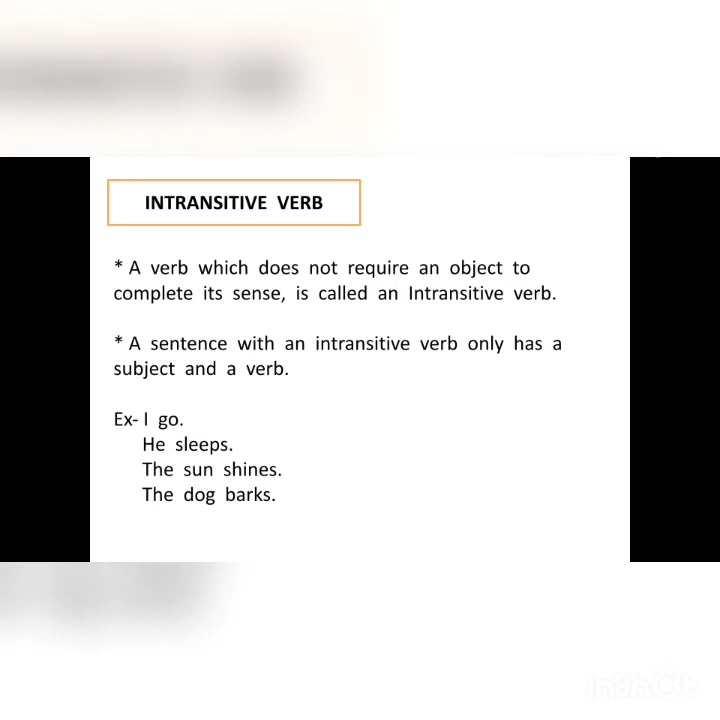 INTRANSITIVE VERB
* A verb which does not require an object to
complete its sense, is called an Intransitive verb.
* A sentence with an intransitive verb only has a
subject and a verb.
Ex- I go.
He sleeps.
The sun shines.
The dog barks.